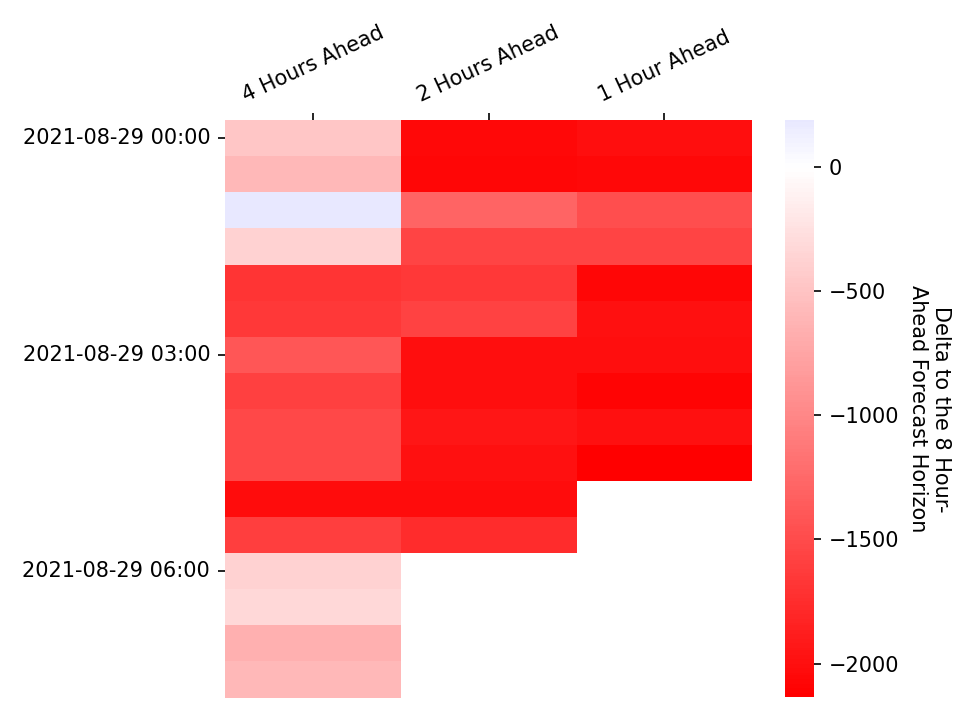 4 Hours Ahead
2 Hours Ahead
1 Hour Ahead
2021-08-29 00:00
2021-08-29 03:00
2021-08-29 06:00
0
−500
−1000
−1500
−2000
Delta to the 8 Hour-
Ahead Forecast Horizon